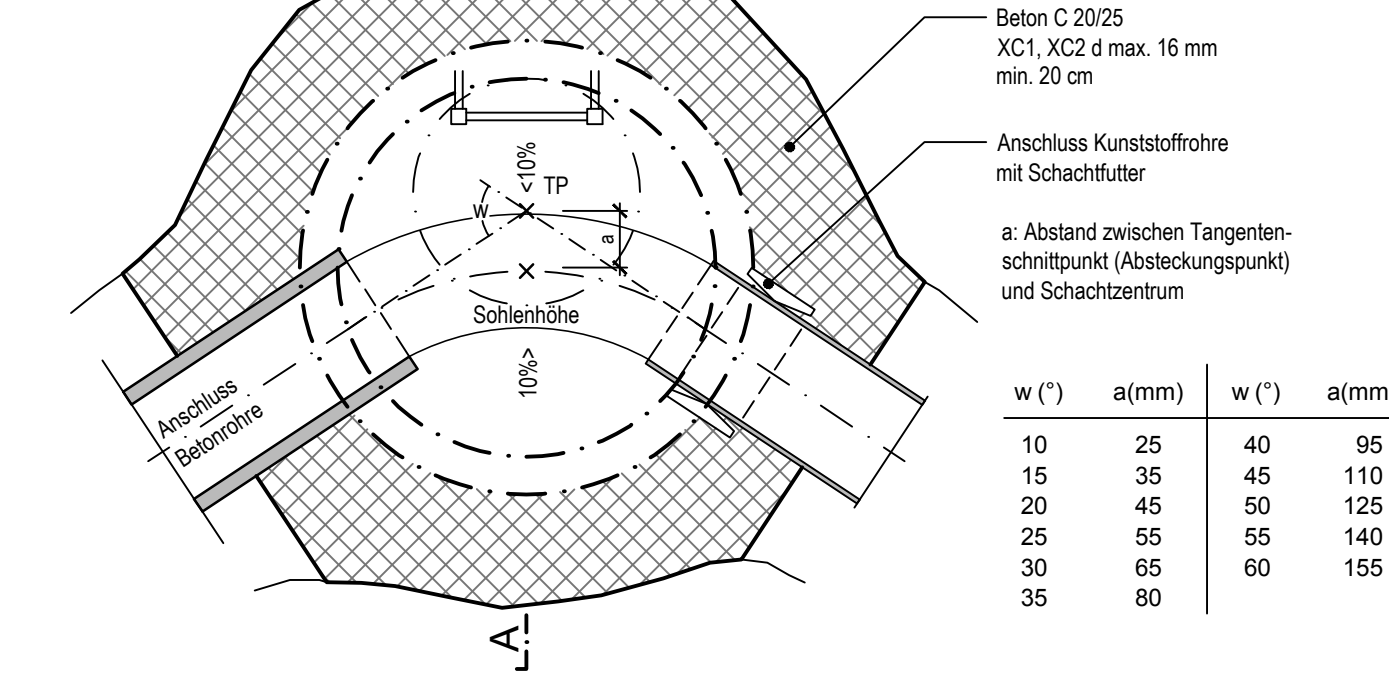 Beton C 20/25
XC1, XC2 d max. 16 mm
min. 20 cm
Anschluss Kunststoffrohre
mit Schachtfutter
a: Abstand zwischen Tangenten-
schnittpunkt (Absteckungspunkt)
und Schachtzentrum
<10%
TP
w
a
Sohlenhöhe
10%>
Anschluss
Betonrohre
A
w (°) a(mm) w (°) a(mm
10 25 40 95
15 35 45 110
20 45 50 125
25 55 55 140
30 65 60 155
35 80